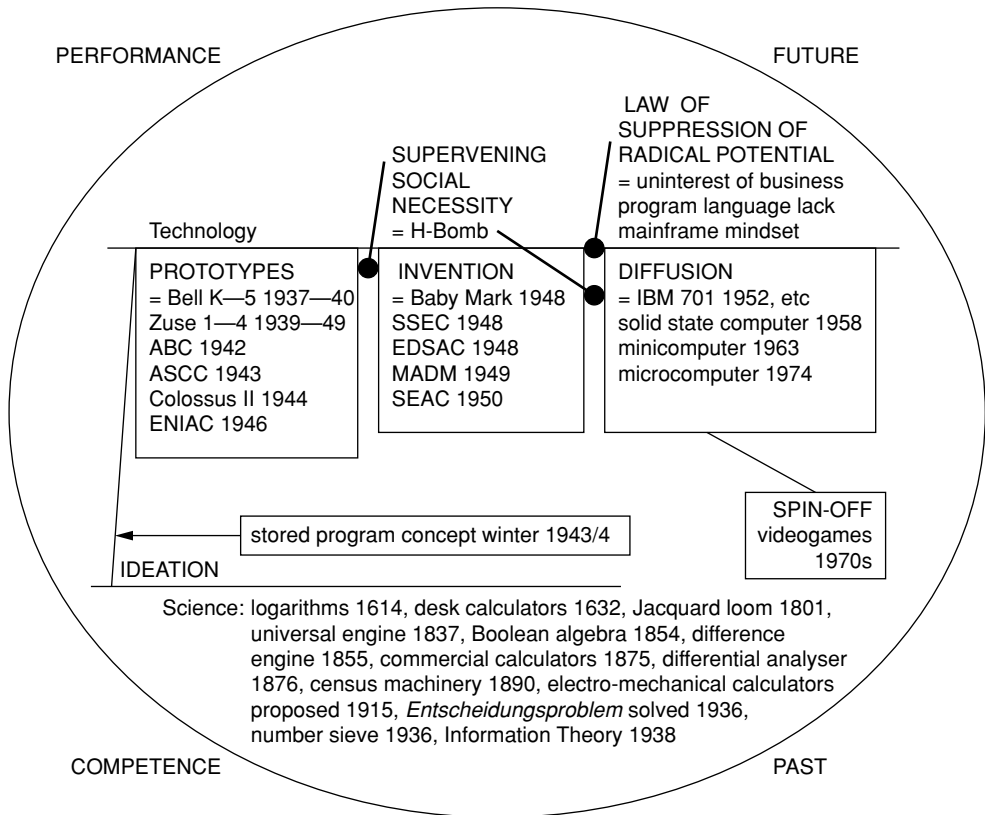 PERFORMANCE
FUTURE
LAW OF
SUPPRESSION OF
RADICAL POTENTIAL
= uninterest of business
program language lack
mainframe mindset
SUPERVENING
SOCIAL
NECESSITY
= H-Bomb
Technology
PROTOTYPES
= Bell K—5 1937—40
Zuse 1—4 1939—49
ABC 1942
ASCC 1943
Colossus II 1944
ENIAC 1946
INVENTION
= Baby Mark 1948
SSEC 1948
EDSAC 1948
MADM 1949
SEAC 1950
DIFFUSION
= IBM 701 1952, etc
solid state computer 1958
minicomputer 1963
microcomputer 1974
SPIN-OFF
videogames
1970s
stored program concept winter 1943/4
IDEATION
Science: logarithms 1614, desk calculators 1632, Jacquard loom 1801,
universal engine 1837, Boolean algebra 1854, difference
engine 1855, commercial calculators 1875, differential analyser
1876, census machinery 1890, electro-mechanical calculators
proposed 1915, Entscheidungsproblem solved 1936,
number sieve 1936, Information Theory 1938
COMPETENCE
PAST